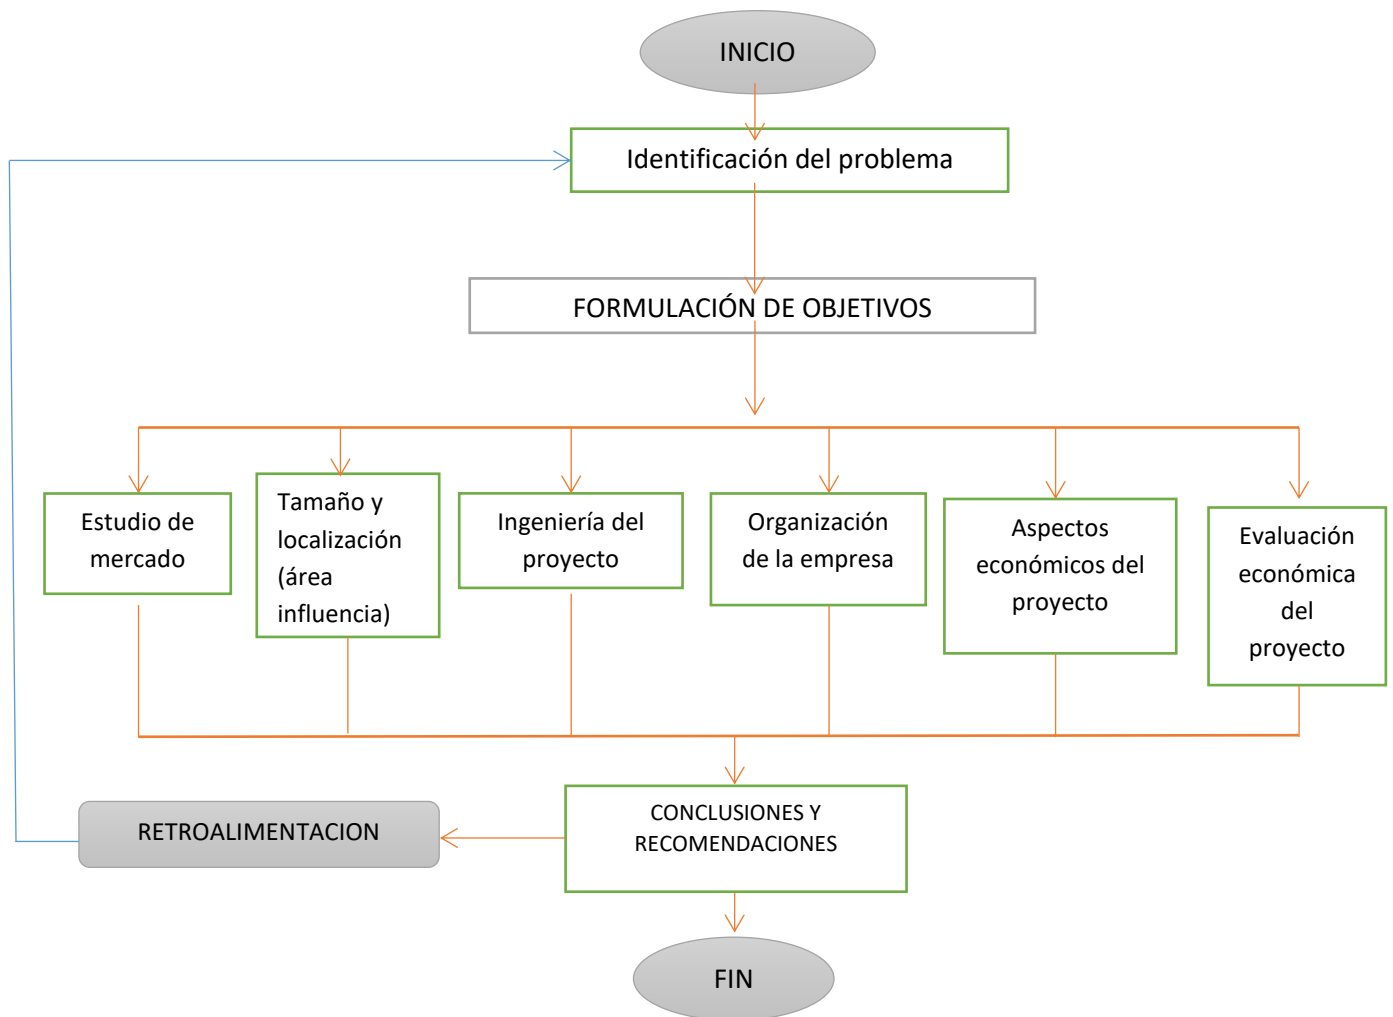 INICIO
Identificación del problema
FORMULACIÓN DE OBJETIVOS
Estudio de
mercado
Tamaño y
localización
(área
influencia)
Ingeniería del
proyecto
Organización
de la empresa
Aspectos
económicos del
proyecto
Evaluación
económica
del
proyecto
CONCLUSIONES Y
RECOMENDACIONES
RETROALIMENTACION
FIN